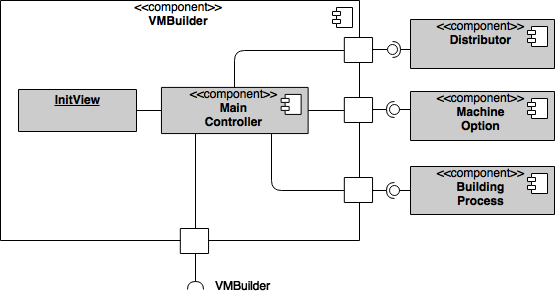 <<component>>
VMBuilder
<<component>>
Distributor
InitView
<<component>>
Main
Controller
<<component>>
Machine
Option
<<component>>
Building
Process
VMBuilder